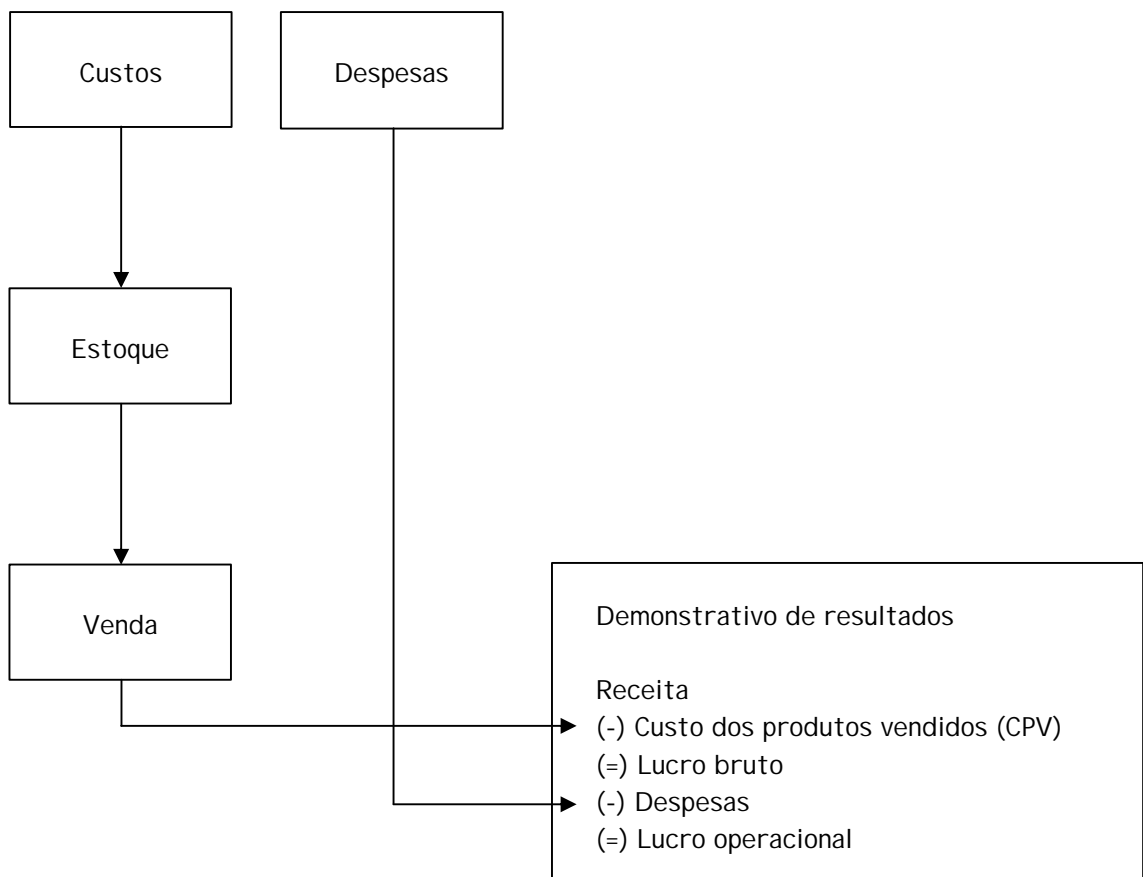 Custos
Despesas
Estoque
Venda
Demonstrativo de resultados
Receita
(-) Custo dos produtos vendidos (CPV)
(=) Lucro bruto
(-) Despesas
(=) Lucro operacional